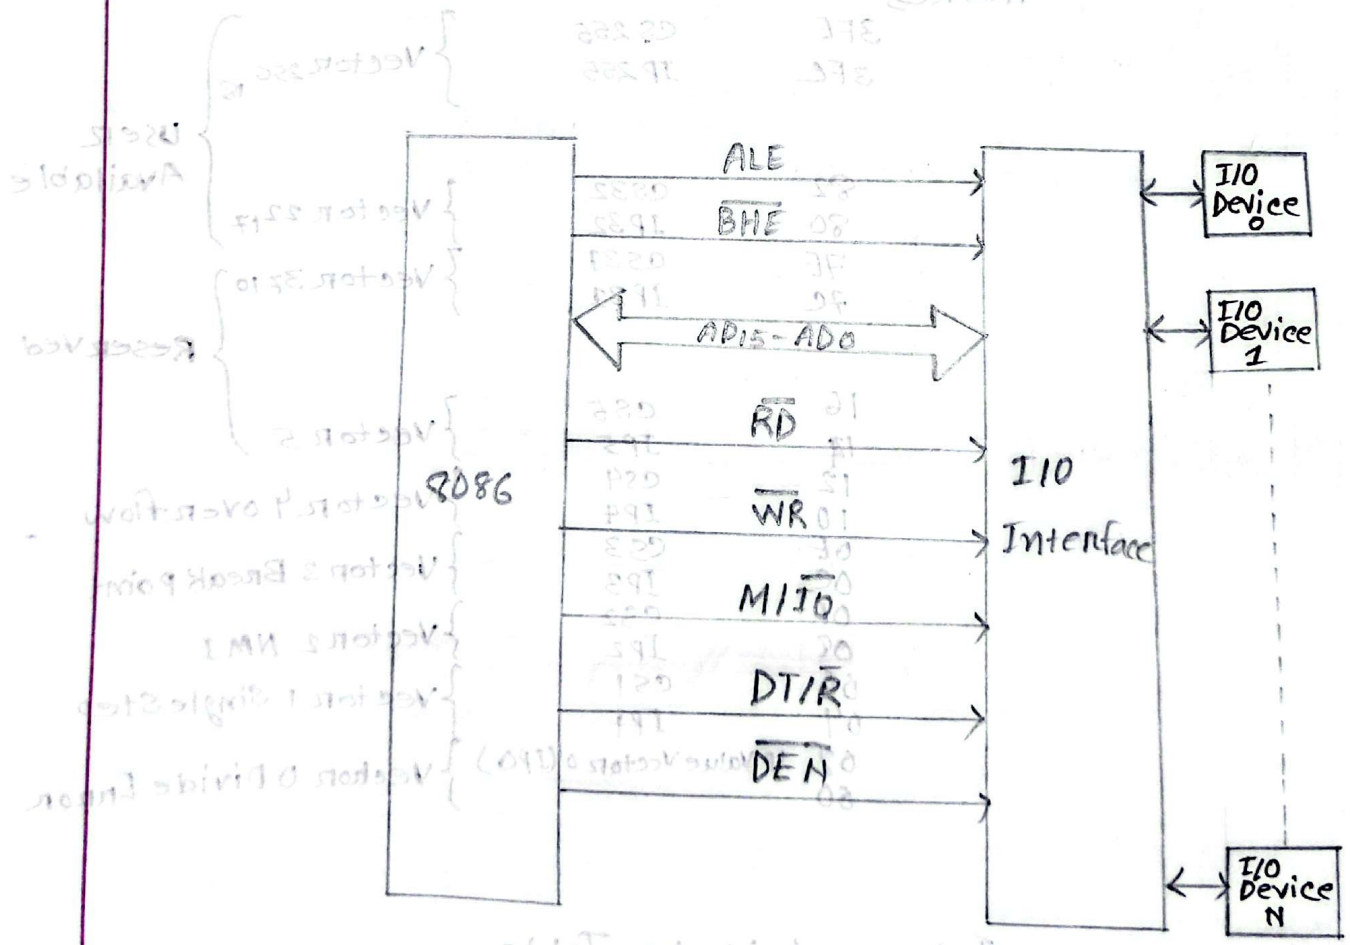 ALE
BHE
AD15-AD0
RD
WR
M/IO
DT/R
DEN
8086
I/O
Interface
I/O
Device
0
I/O
Device
1
I/O
Device
N